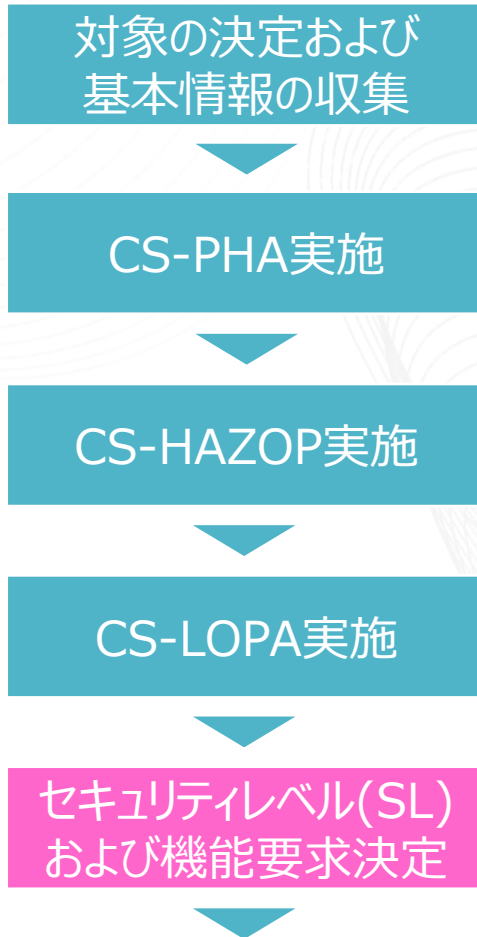 対象の決定および
基本情報の収集
CS-PHA実施
CS-HAZOP実施
CS-LOPA実施
セキュリティレベル(SL)
および機能要求決定